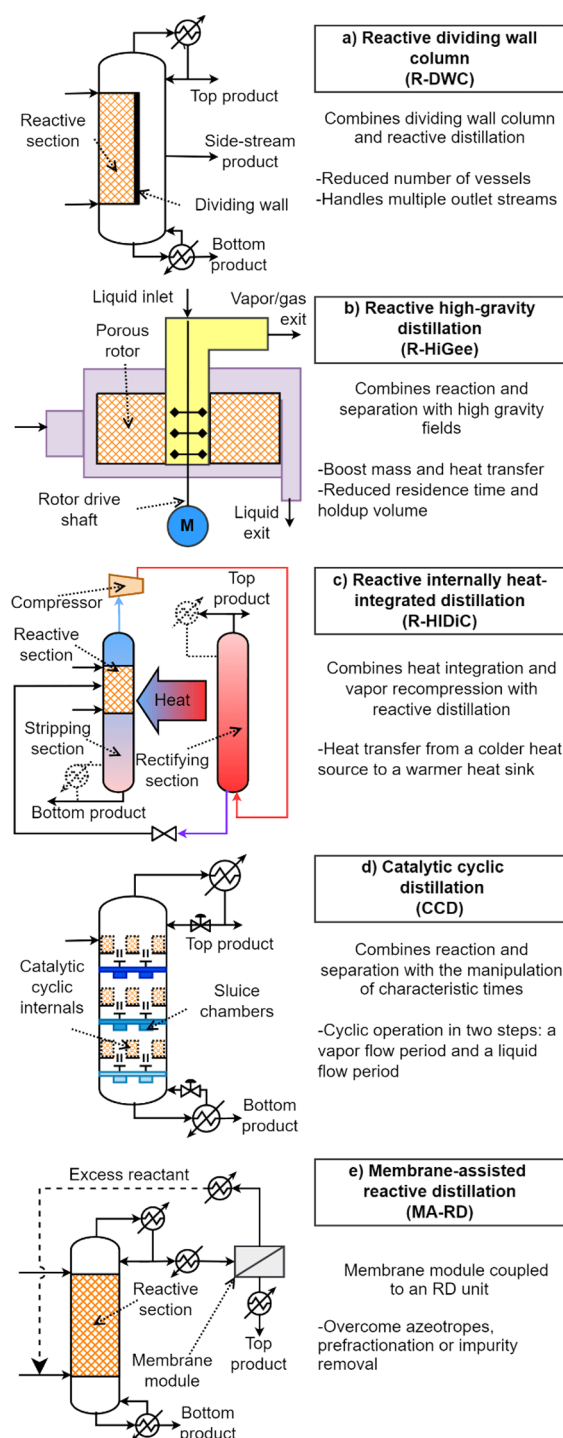 a) Reactive dividing wall
column
(R-DWC)
Top product
Reactive
section
Side-stream
product
Dividing wall
Bottom
product
Combines dividing wall column
and reactive distillation
-Reduced number of vessels
-Handles multiple outlet streams
Liquid inlet
Vapor/gas
exit
Porous
rotor
Rotor drive
shaft
M
Liquid
exit
b) Reactive high-gravity
distillation
(R-HiGee)
Combines reaction and
separation with high gravity
fields
-Boost mass and heat transfer
-Reduced residence time and
holdup volume
Compressor
Top
product
Reactive
section
Heat
Stripping
section
Rectifying
section
Bottom product
c) Reactive internally heat-
integrated distillation
(R-HIDiC)
Combines heat integration and
vapor recompression with
reactive distillation
-Heat transfer from a colder heat
source to a warmer heat sink
Top product
Catalytic
cyclic
internals
Sluice
chambers
Bottom
product
d) Catalytic cyclic
distillation
(CCD)
Combines reaction and
separation with the manipulation
of characteristic times
-Cyclic operation in two steps: a
vapor flow period and a liquid
flow period
Excess reactant
Reactive
section
Membrane
module
Top
product
Bottom
product
e) Membrane-assisted
reactive distillation
(MA-RD)
Membrane module coupled
to an RD unit
-Overcome azeotropes,
prefractionation or impurity
removal